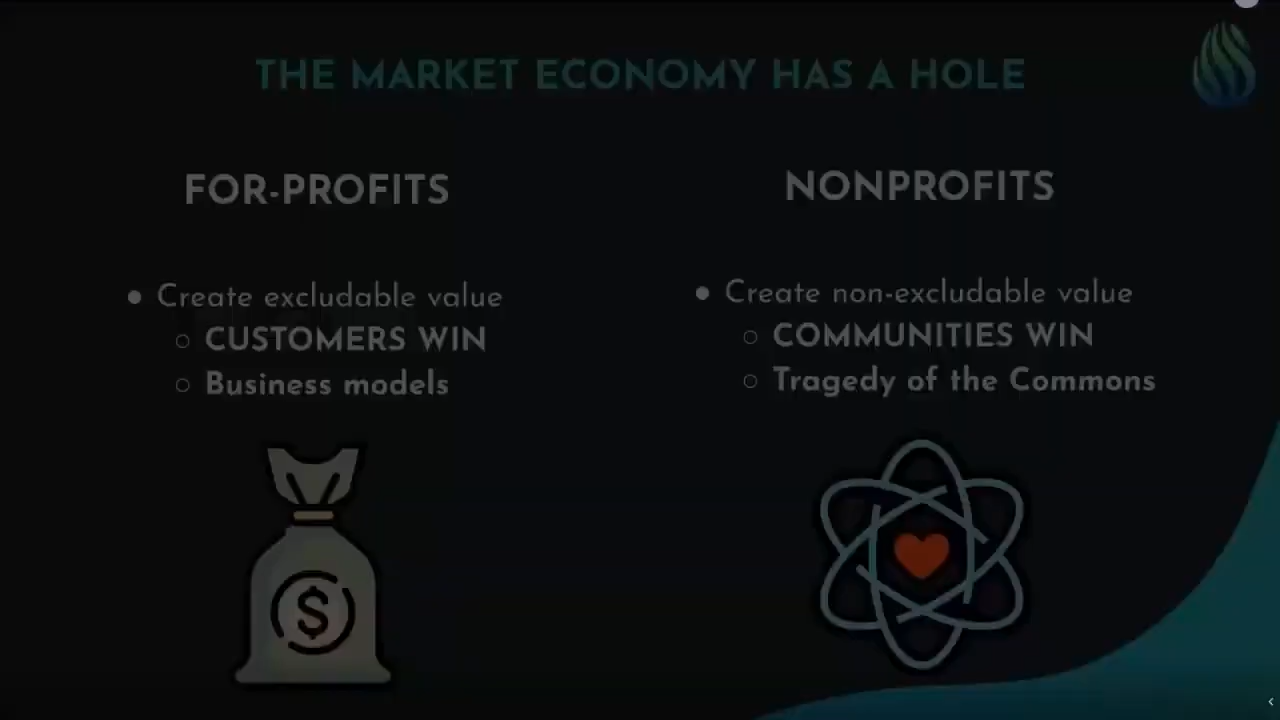 THE MARKET ECONOMY HAS A HOLE
FOR-PROFITS
● Create excludable value
○ CUSTOMERS WIN
○ Business models
$
NONPROFITS
● Create non-excludable value
○ COMMUNITIES WIN
○ Tragedy of the Commons